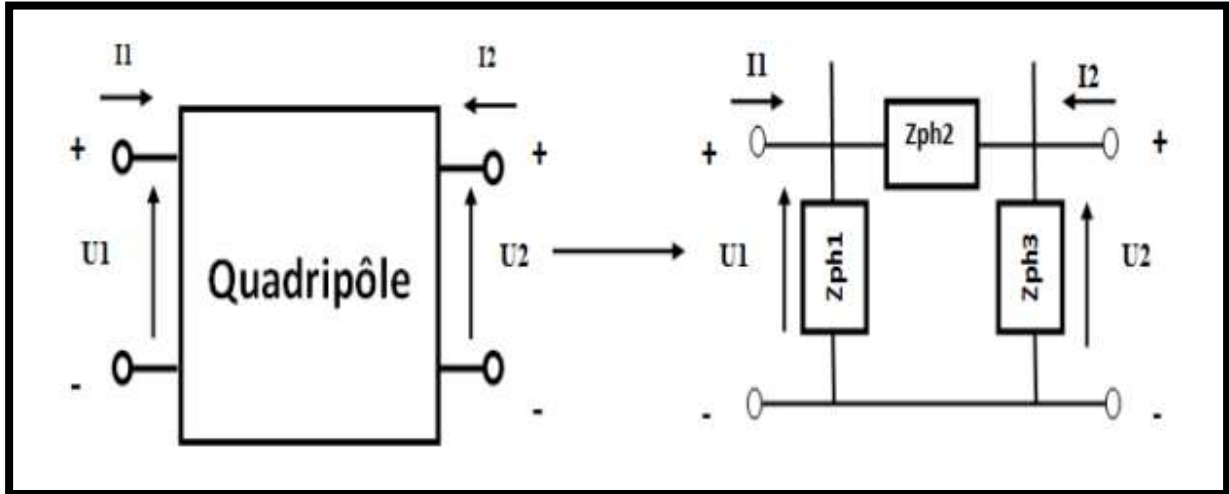 I1
I2
+
+
U1
Quadripôle
U2
-
-
I1
I2
+
Zph2
+
U1
Zph1
Zph3
U2
-
-